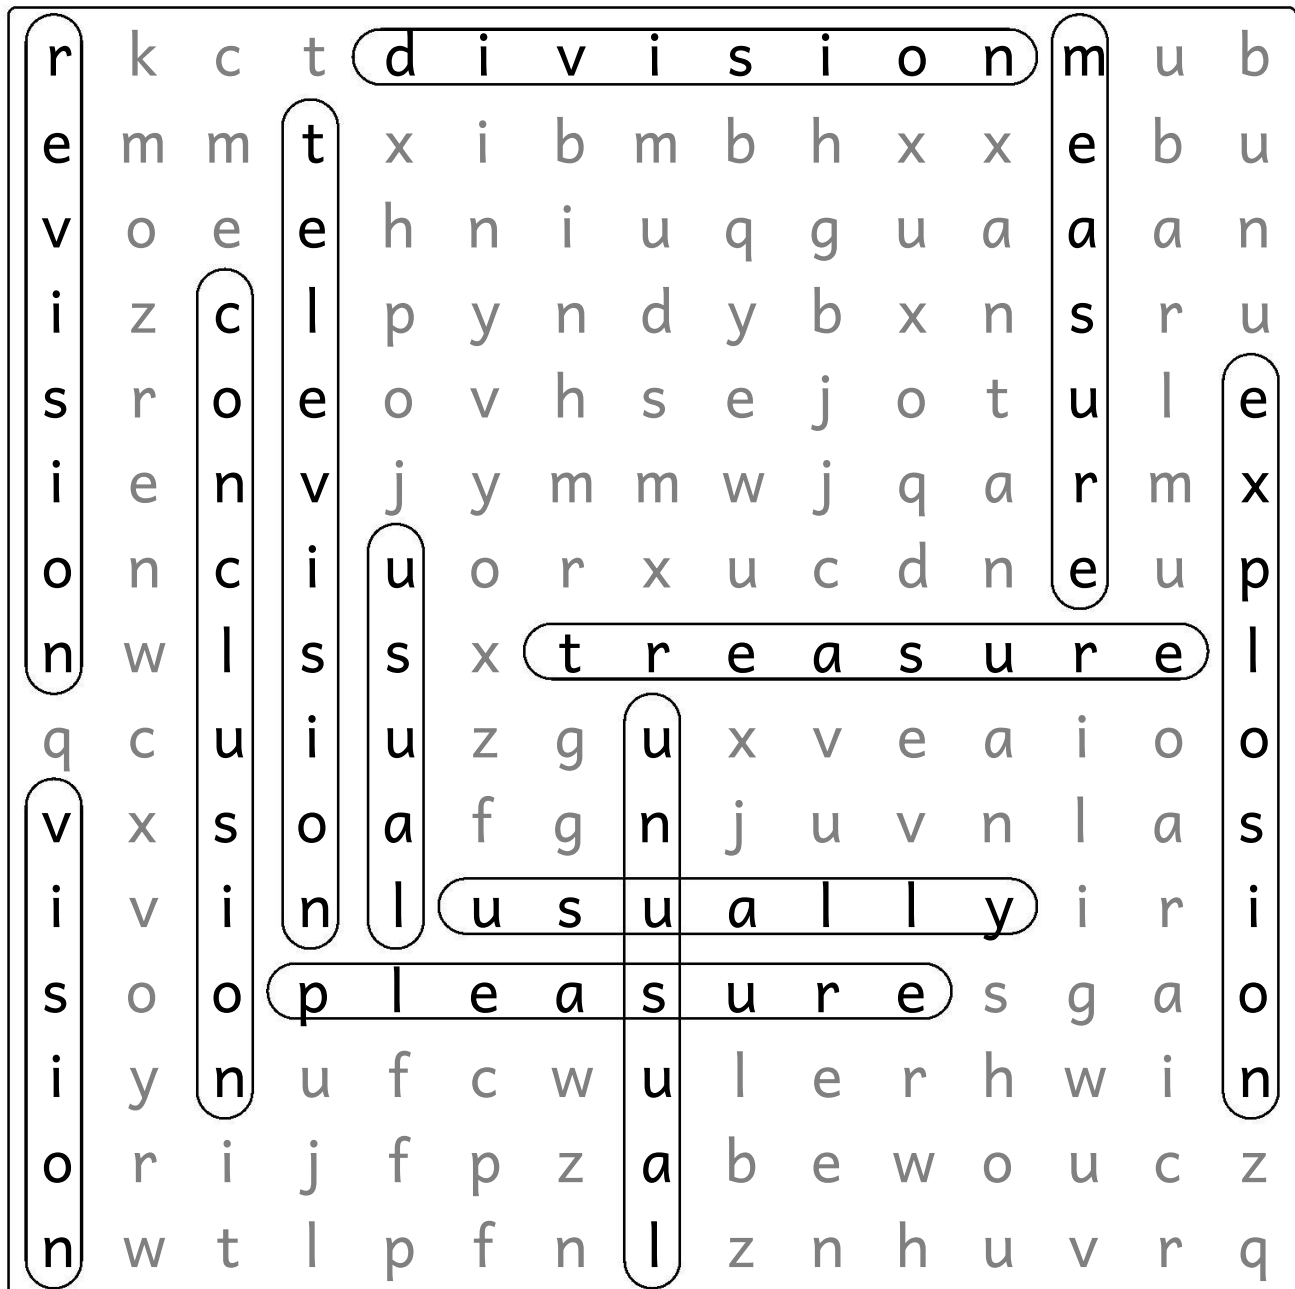 r k c t d i v i s i o n m u b
e m m t x i b m b h x x e b u
v o e e h n i u q g u a a a n
i z c l p y n d y b x n s r u
s r o e o v h s e j o t u l e
i e n v j y m m w j q a r m x
o n c i u o r x u c d n e u p
n w l s s x t r e a s u r e l
q c u i u z g u x v e a i o o
v x s o a f g n j u v n l a s
i v i n l u s u a l l y i r i
s o o p l e a s u r e s g a o
i y n u f c w u l e r h w i n
o r i j f p z a b e w o u c z
n w t l p f n l z n h u v r q